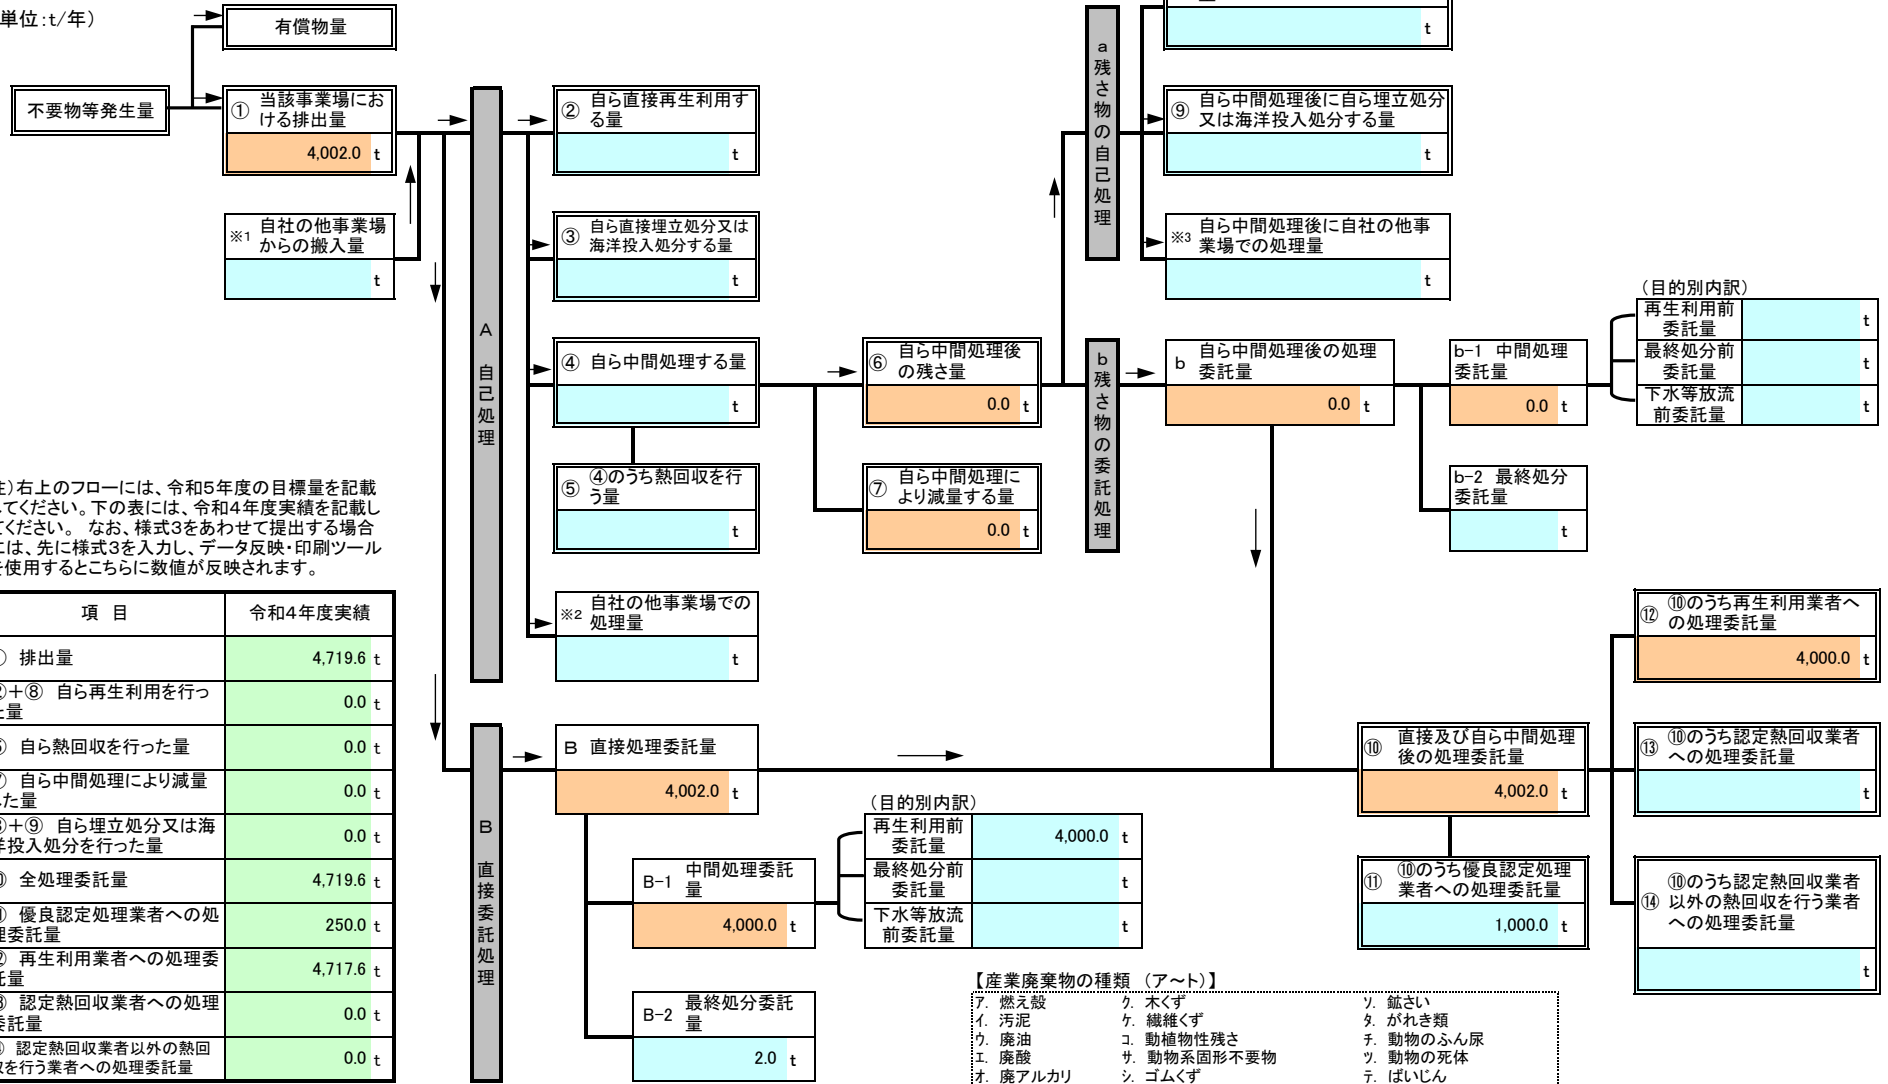 単位:t/年)
有償物量
t
不要物等発生量
① 当該事業場にお
ける排出量
4,002.0 t
※1 自社の他事業場
からの搬入量
t
A 自己処理
② 自ら直接再生利用す
る量
t
③ 自ら直接埋立処分又は
海洋投入処分する量
t
④ 自ら中間処理する量
t
⑤ ④のうち熱回収を行
う量
t
※2 自社の他事業場での
処理量
t
⑥ 自ら中間処理後
の残さ量
0.0 t
⑦ 自ら中間処理に
より減量する量
0.0 t
a 残さ物の自己処理
⑨ 自ら中間処理後に自ら埋立処分
又は海洋投入処分する量
t
※3 自ら中間処理後に自社の他事
業場での処理量
t
b 残さ物の委託処理
b 自ら中間処理後の処理
委託量
0.0 t
b-1 中間処理
委託量
0.0 t
b-2 最終処分
委託量
t
(目的別内訳)
再生利用前
委託量
t
最終処分前
委託量
t
下水等放流
前委託量
t
注)右上のフローには、令和5年度の目標量を記載
してください。下の表には、令和4年度実績を記載し
てください。 なお、様式3をあわせて提出する場合
には、先に様式3を入力し、データ反映・印刷ツール
を使用するとこちらに数値が反映されます。
項 目 令和4年度実績
① 排出量 4,719.6 t
②+⑧ 自ら再生利用を行っ
た量 0.0 t
⑤ 自ら熱回収を行った量 0.0 t
⑦ 自ら中間処理により減量
した量 0.0 t
③+⑨ 自ら埋立処分又は海
洋投入処分を行った量 0.0 t
⑩ 全処理委託量 4,719.6 t
⑪ 優良認定処理業者への処
理委託量 250.0 t
⑫ 再生利用業者への処理委
託量 4,717.6 t
⑬ 認定熱回収業者への処理
委託量 0.0 t
⑭ 認定熱回収業者以外の熱回
収を行う業者への処理委託量 0.0 t
B 直接委託処理
B 直接処理委託量
4,002.0 t
B-1 中間処理委託
量
4,000.0 t
B-2 最終処分委託
量
2.0 t
(目的別内訳)
再生利用前
委託量
4,000.0 t
最終処分前
委託量
t
下水等放流
前委託量
t
⑩ 直接及び自ら中間処理
後の処理委託量
4,002.0 t
⑪ ⑩のうち優良認定処理
業者への処理委託量
1,000.0 t
⑫ ⑩のうち再生利用業者へ
の処理委託量
4,000.0 t
⑬ ⑩のうち認定熱回収業者
への処理委託量
t
⑭ ⑩のうち認定熱回収業者
以外の熱回収を行う業者
への処理委託量
t
【産業廃棄物の種類 (ア~ト)】
ア. 燃え殻 ク. 木くず ソ. 鉱さい
イ. 汚泥 ケ. 繊維くず タ. がれき類
ウ. 廃油 コ. 動植物性残さ チ. 動物のふん尿
エ. 廃酸 サ. 動物系固形不要物 ツ. 動物の死体
オ. 廃アルカリ シ. ゴムくず テ. ばいじん